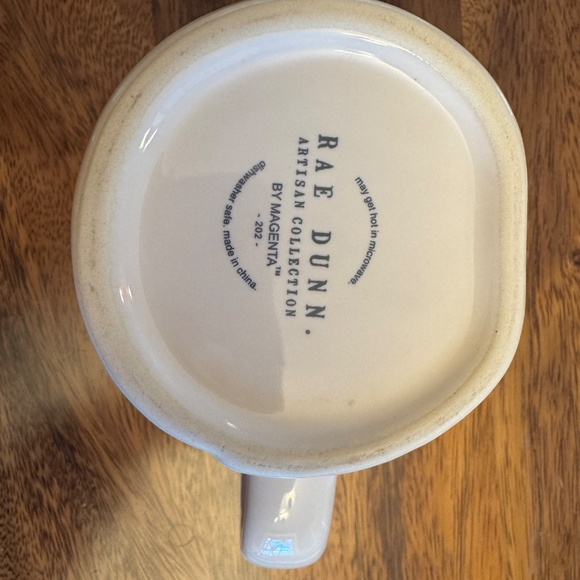 may get hot in microwave.
RAE DUNN.
ARTISAN COLLECTION
BY MAGENTA™
- 202 -
dishwasher safe. made in china.